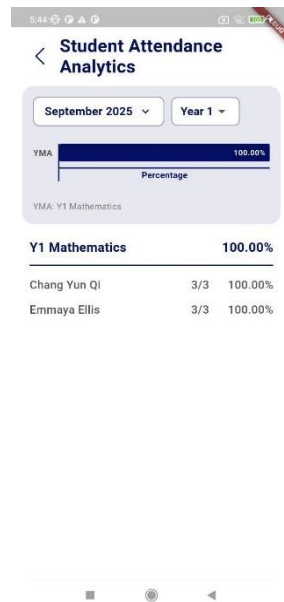 5:44
DEBUG
Student Attendance
Analytics
September 2025
Year 1
YMA
100.00%
Percentage
YMA: Y1 Mathematics
Y1 Mathematics 100.00%
Chang Yun Qi 3/3 100.00%
Emmaya Ellis 3/3 100.00%